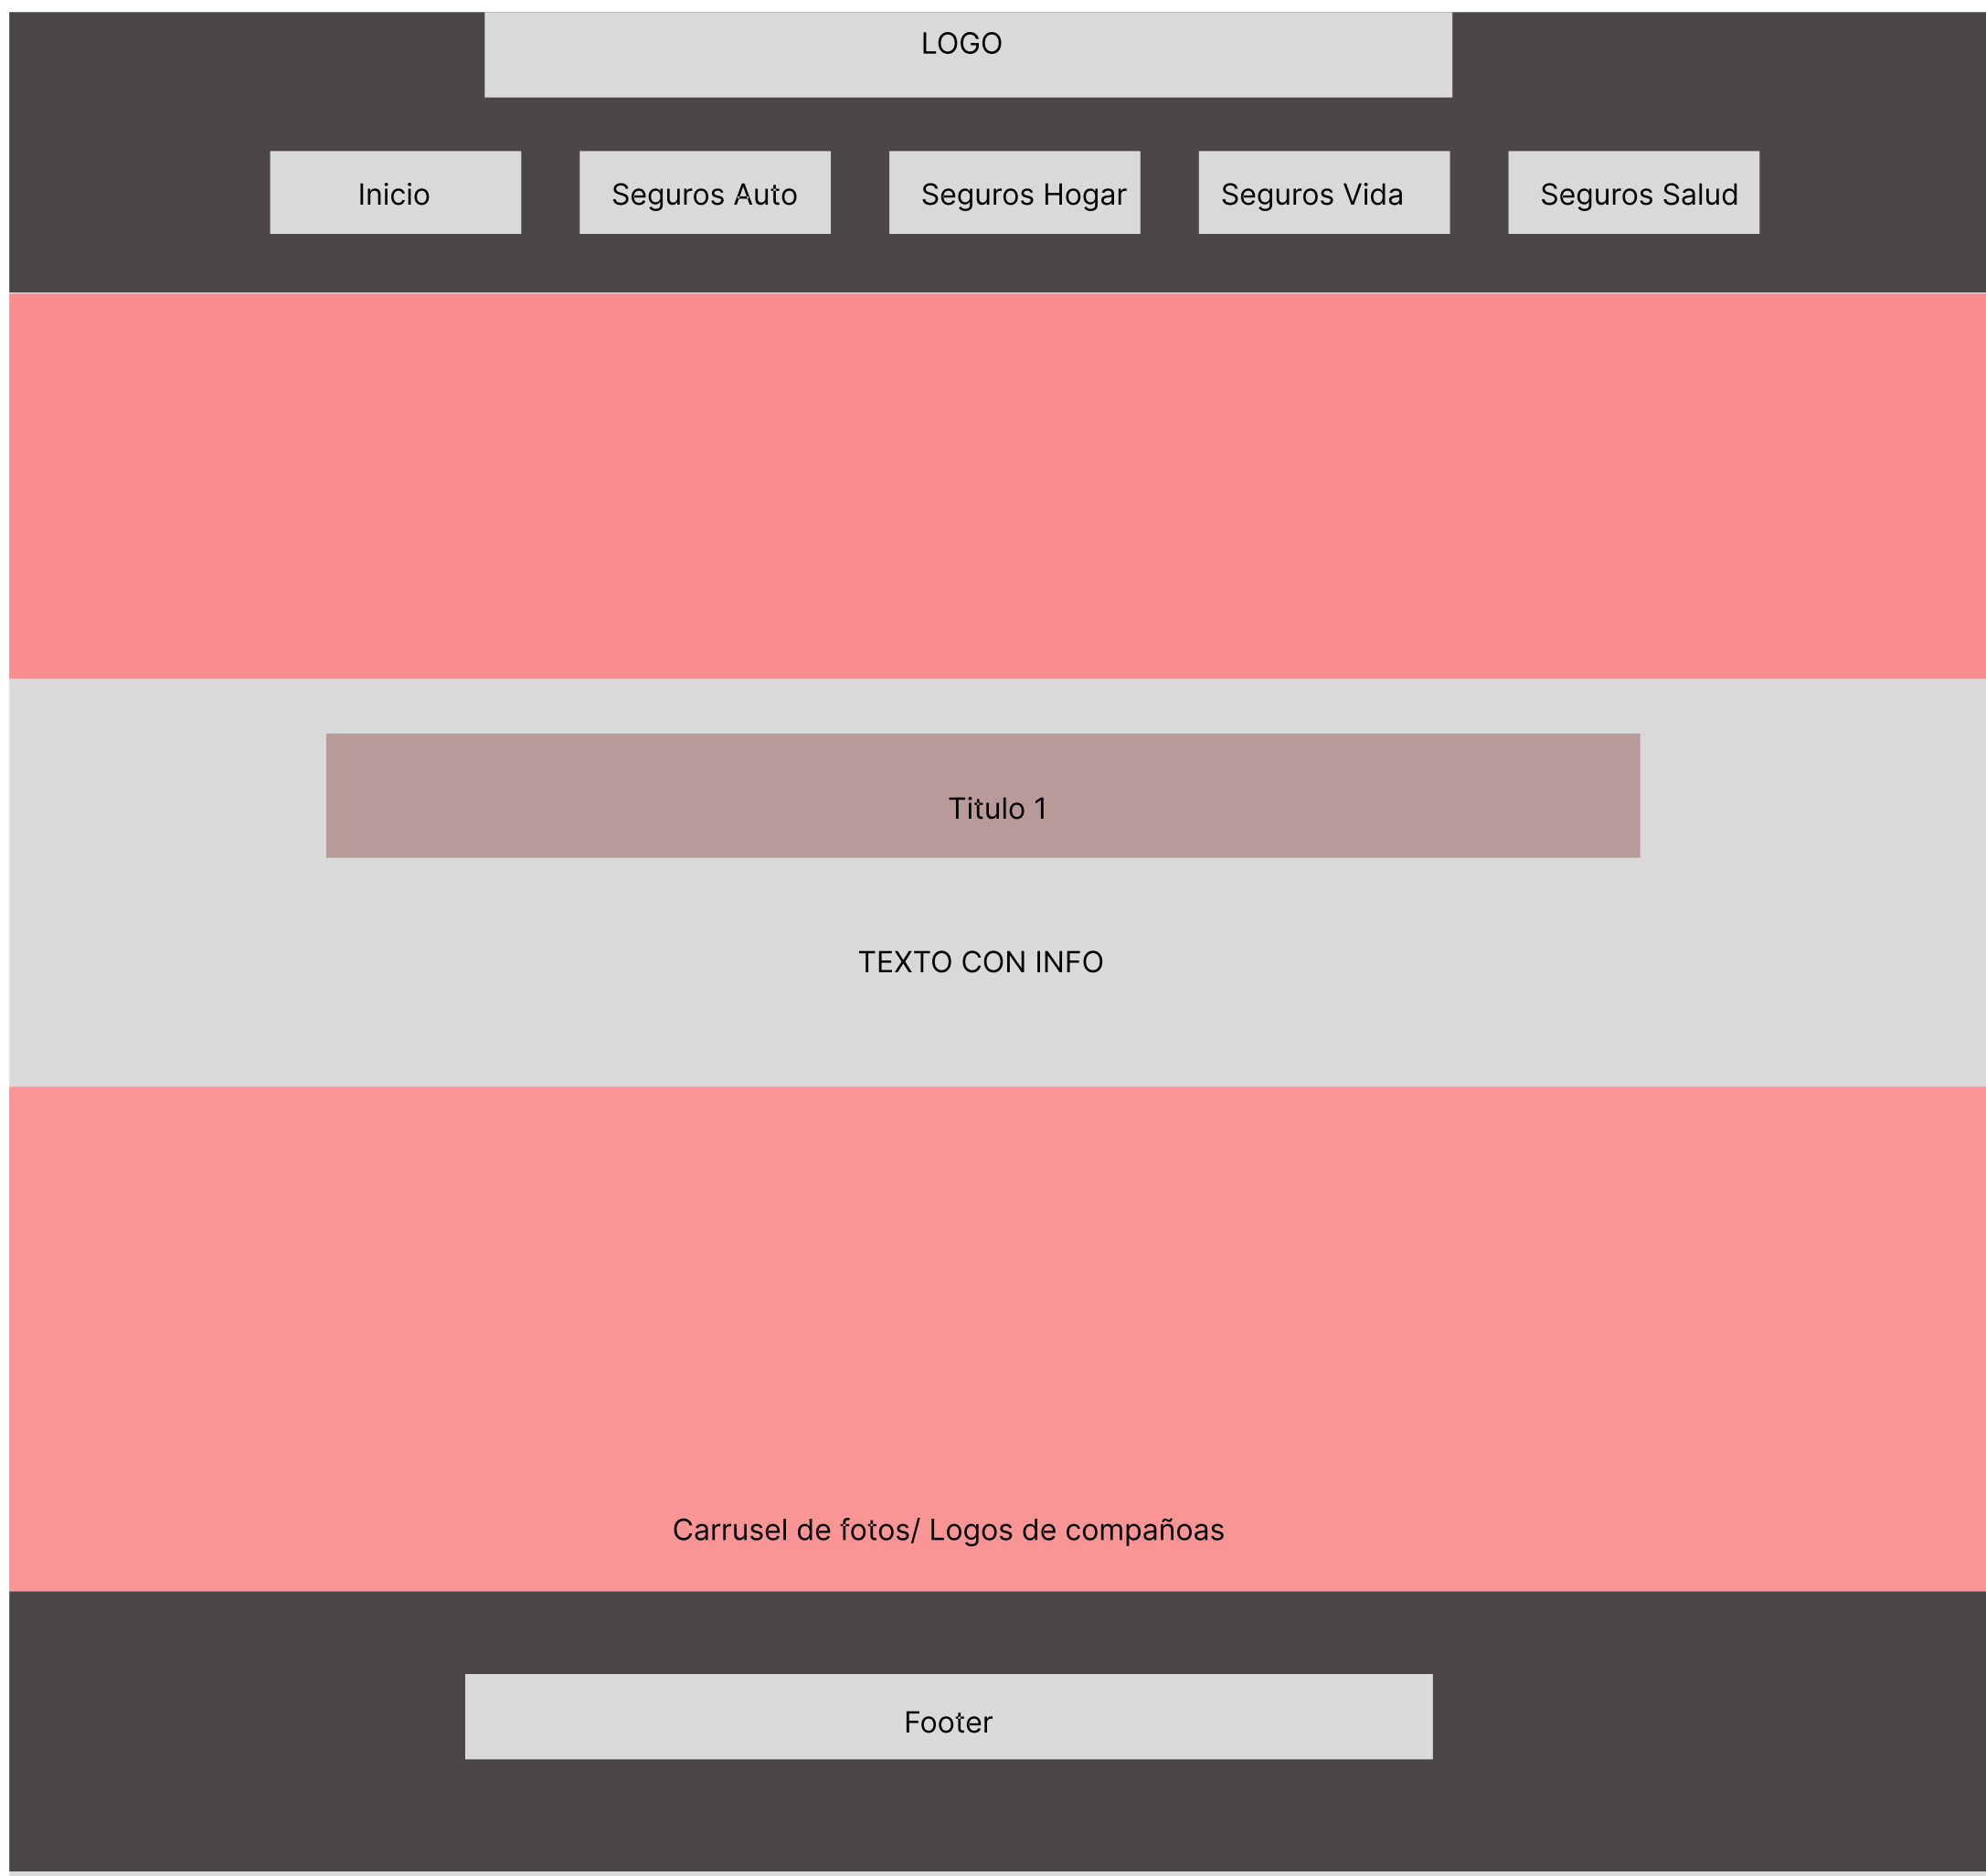 LOGO
Inicio
Seguros Auto
Seguros Hogar
Seguros Vida
Seguros Salud
Titulo 1
TEXTO CON INFO
Carrusel de fotos/ Logos de compañoas
Footer